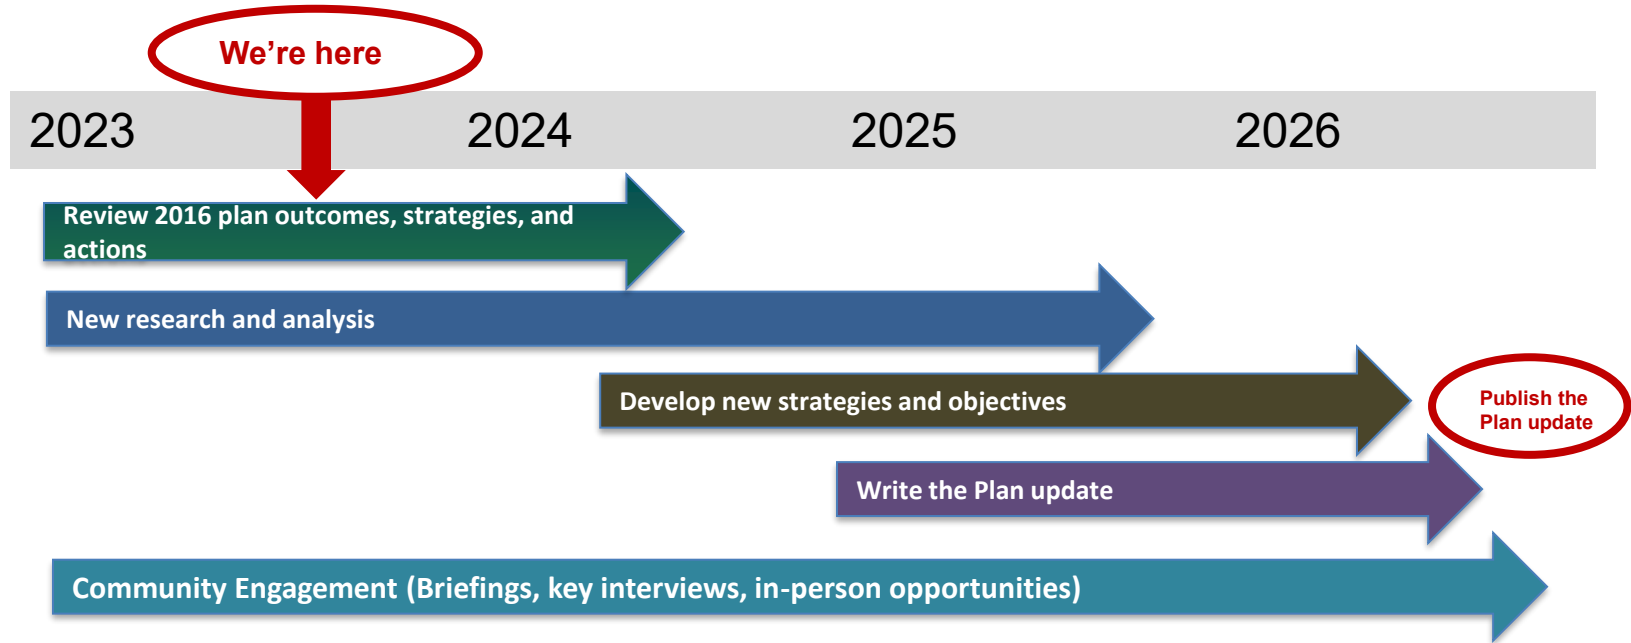 We’re here
2023 2024 2025 2026
Review 2016 plan outcomes, strategies, and
actions
New research and analysis
Develop new strategies and objectives
Publish the
Plan update
Write the Plan update
Community Engagement (Briefings, key interviews, in-person opportunities)